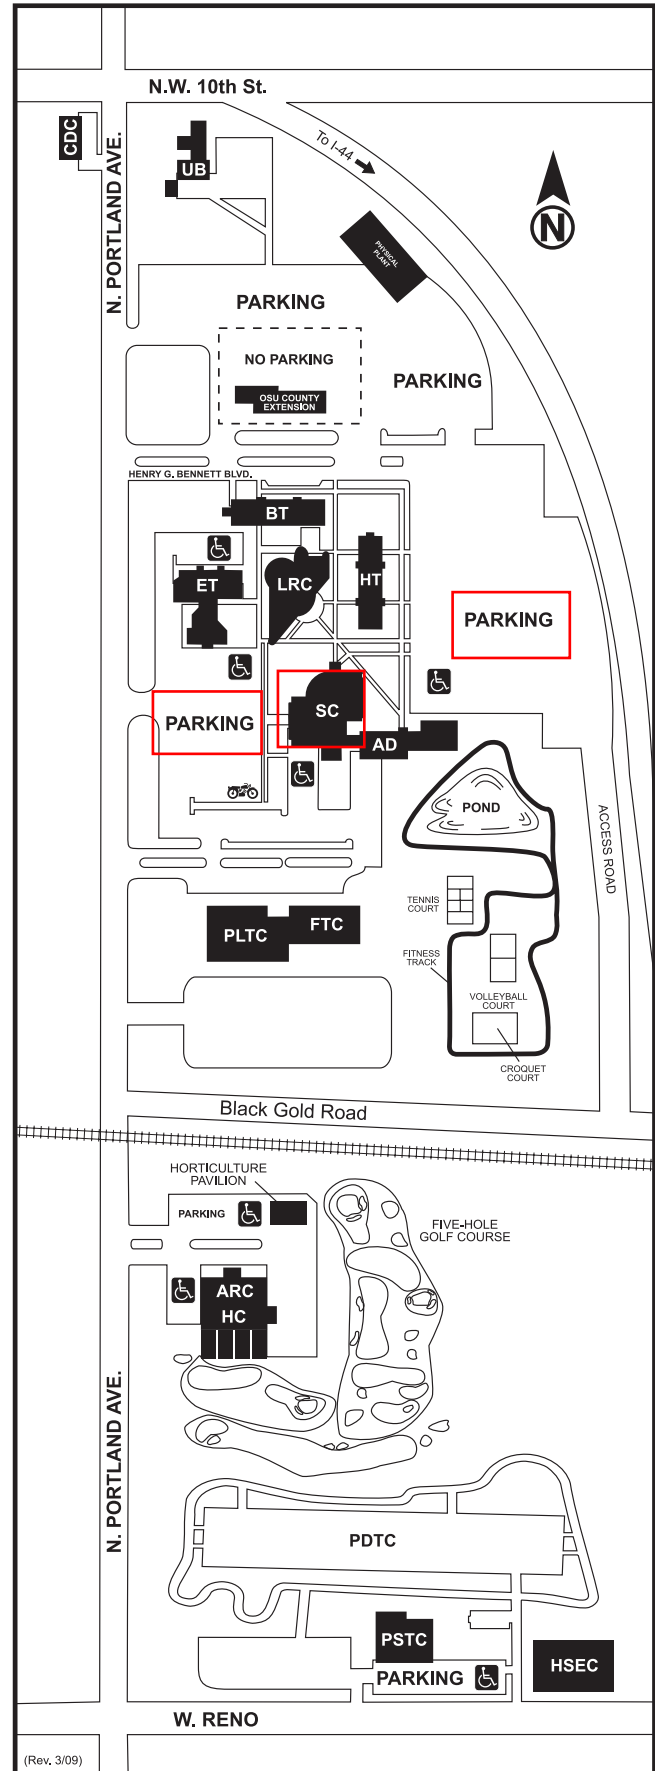 N.W. 10th St.
CDC
N. PORTLAND AVE.
UB
To I-44
N
PHYSICAL
PLANT
PARKING
NO PARKING
OSU COUNTY
EXTENSION
PARKING
HENRY G. BENNETT BLVD.
BT
ET
LRC
HT
PARKING
PARKING
SC
AD
POND
ACCESS ROAD
TENNIS
COURT
PLTC
FTC
FITNESS
TRACK
VOLLEYBALL
COURT
CROQUET
COURT
Black Gold Road
HORTICULTURE
PAVILION
PARKING
FIVE-HOLE
GOLF COURSE
ARC
HC
N. PORTLAND AVE.
PDTC
PSTC
PARKING
HSEC
W. RENO
(Rev. 3/09)